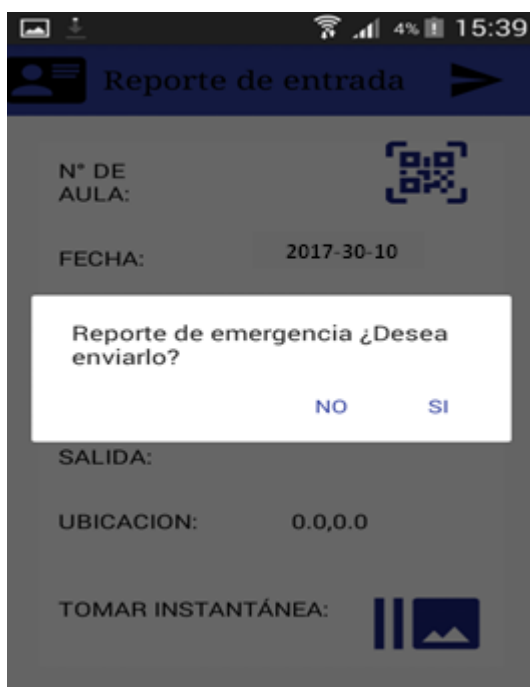 4% 15:39
Reporte de entrada
N° DE
AULA:
FECHA: 2017-30-10
Reporte de emergencia ¿Desea
enviarlo?
NO SI
SALIDA:
UBICACION: 0.0,0.0
TOMAR INSTANTÁNEA: